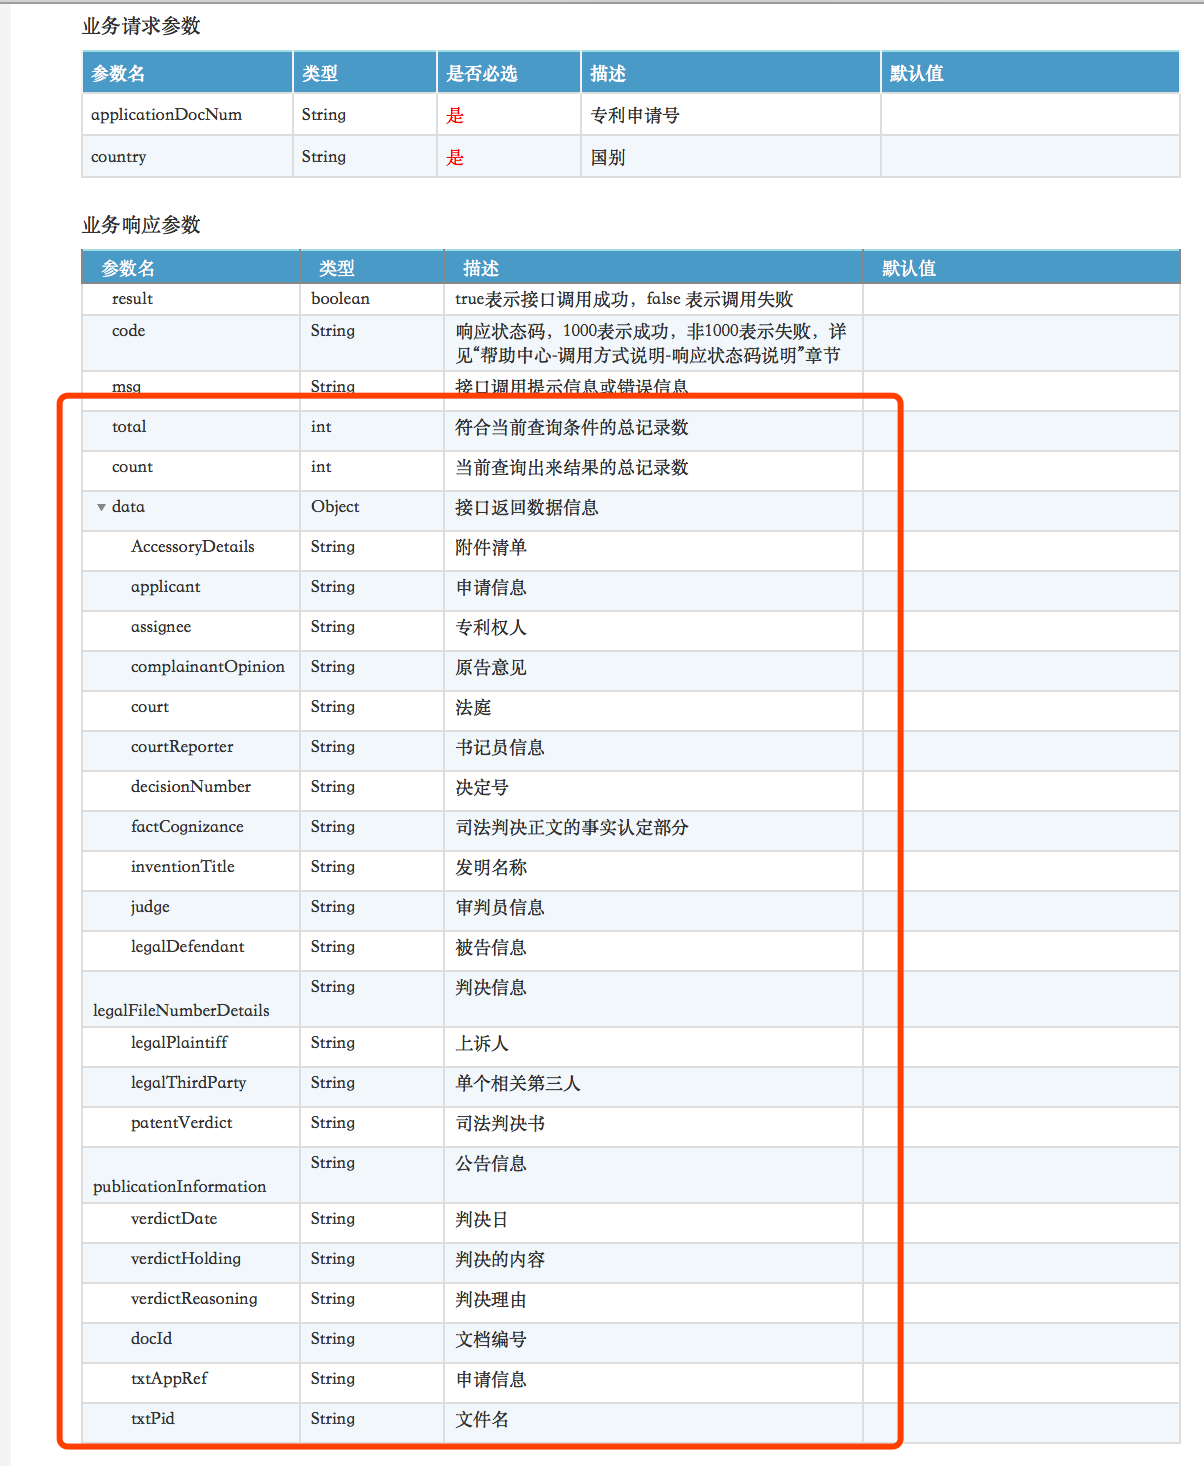 业务请求参数
参数名 类型 是否必选 描述 默认值
applicationDocNum String 是 专利申请号
country String 是 国别
业务响应参数
参数名 类型 描述 默认值
result boolean true表示接口调用成功，false 表示调用失败
code String 响应状态码，1000表示成功，非1000表示失败，详
见“帮助中心-调用方式说明-响应状态码说明”章节
msg String 接口调用提示信息或错误信息
total int 符合当前查询条件的总记录数
count int 当前查询出来结果的总记录数
data Object 接口返回数据信息
AccessoryDetails String 附件清单
applicant String 申请信息
assignee String 专利权人
complainantOpinion String 原告意见
court String 法庭
courtReporter String 书记员信息
decisionNumber String 决定号
factCognizance String 司法判决正文的事实认定部分
inventionTitle String 发明名称
judge String 审判员信息
legalDefendant String 被告信息
String 判决信息
legalFileNumberDetails
legalPlaintiff String 上诉人
legalThirdParty String 单个相关第三人
patentVerdict String 司法判决书
String 公告信息
publicationInformation
verdictDate String 判决日
verdictHolding String 判决的内容
verdictReasoning String 判决理由
docId String 文档编号
txtAppRef String 申请信息
txtPid String 文件名